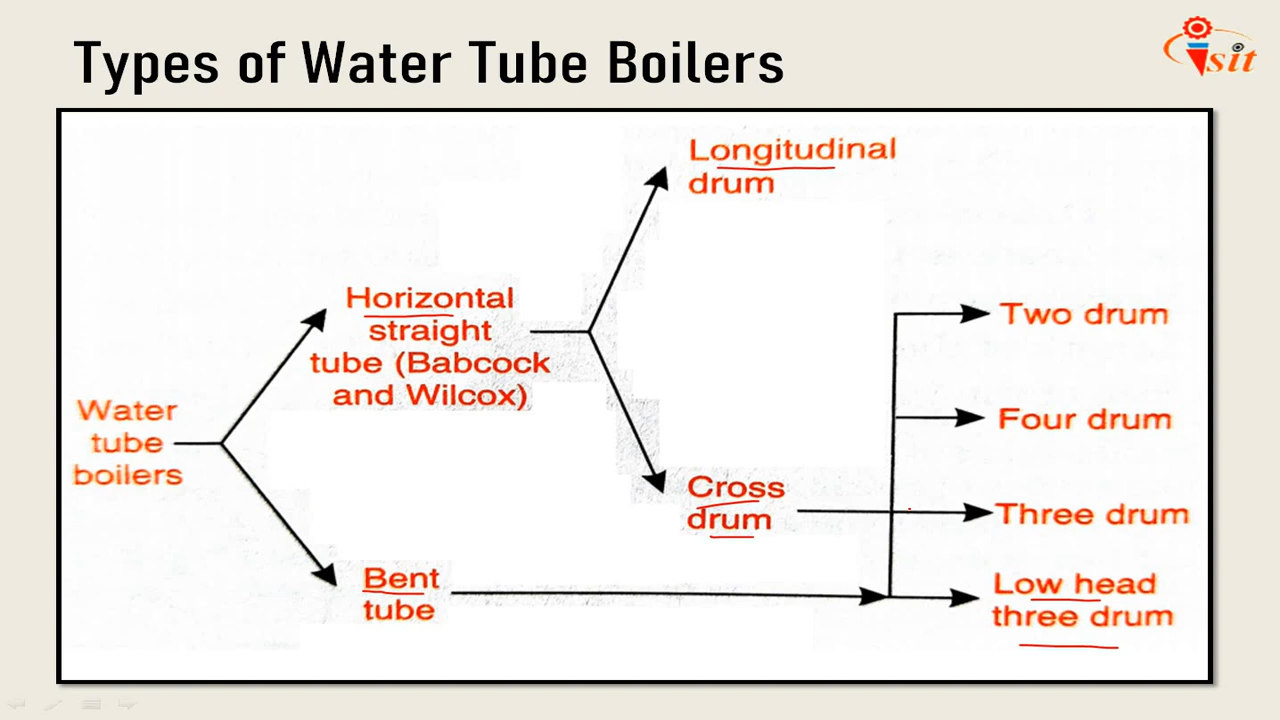 Types of Water Tube Boilers
isit
Longitudinal
drum
Horizontal
straight
tube (Babcock
and Wilcox)
Water
tube
boilers
Cross
drum
Bent
tube
Two drum
Four drum
Three drum
Low head
three drum